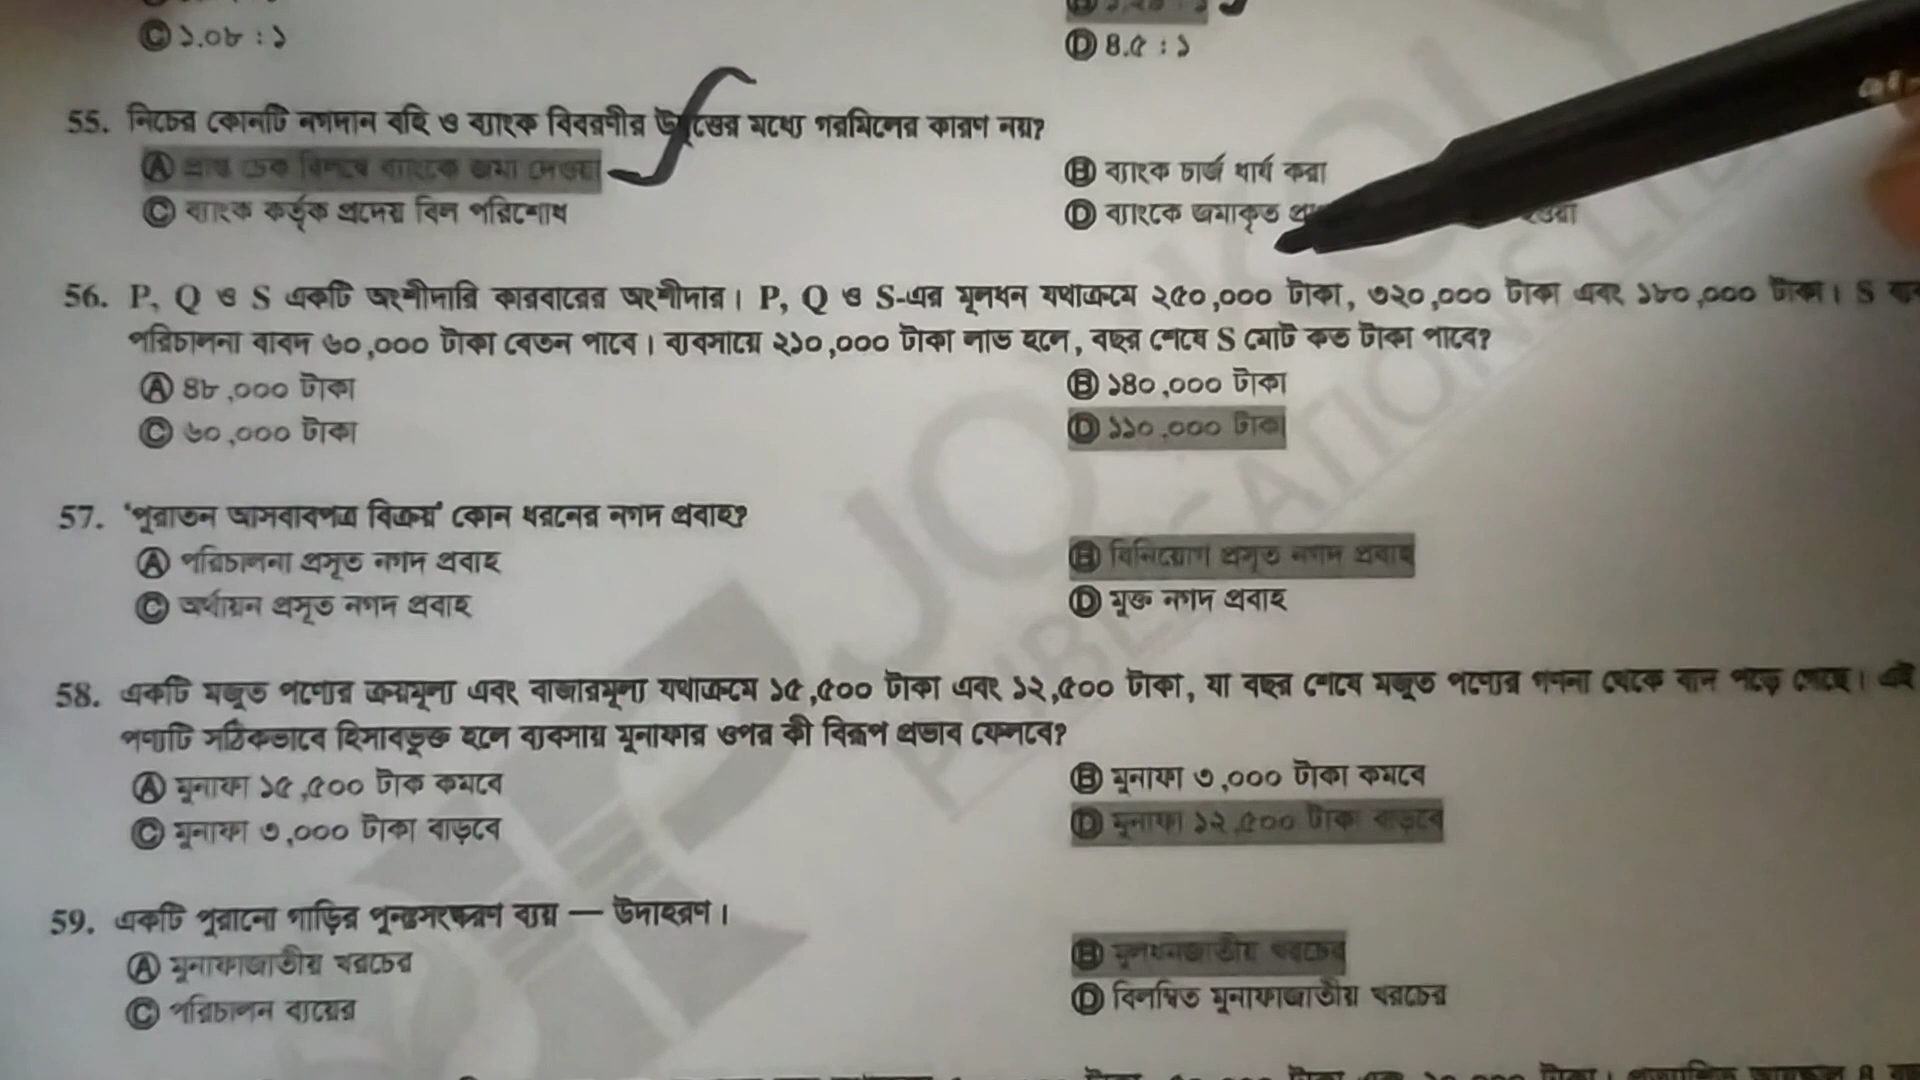 Ⓒ ১.০৮ : ১
Ⓓ ৪.৫ : ১
55. নিচের কোনটি নগদান বহি ও ব্যাংক বিবরণীর উদ্বৃত্তের মধ্যে গরমিলের কারণ নয়?
Ⓐ প্রাপ্ত চেক বিলম্বে ব্যাংকে জমা দেওয়া
Ⓑ ব্যাংক চার্জ ধার্য করা
Ⓒ ব্যাংক কর্তৃক প্রদেয় বিল পরিশোধ
Ⓓ ব্যাংকে জমাকৃত
56. P, Q ও S একটি অংশীদারি কারবারের অংশীদার। P, Q ও S-এর মূলধন যথাক্রমে ২৫০,০০০ টাকা, ৩২০,০০০ টাকা এবং ১৮০,০০০ টাকা। S
পরিচালনা বাবদ ৬০,০০০ টাকা বেতন পাবে। ব্যবসায়ে ২১০,০০০ টাকা লাভ হলে, বছর শেষে S মোট কত টাকা পাবে?
Ⓐ ৪৮,০০০ টাকা
Ⓑ ১৪০,০০০ টাকা
Ⓒ ৬০,০০০ টাকা
Ⓓ ১১০,০০০ টাকা
57. 'পুরাতন আসবাবপত্র বিক্রয়' কোন ধরনের নগদ প্রবাহ?
Ⓐ পরিচালনা প্রসূত নগদ প্রবাহ
Ⓑ বিনিয়োগ প্রসূত নগদ প্রবাহ
Ⓒ অর্থায়ন প্রসূত নগদ প্রবাহ
Ⓓ মুক্ত নগদ প্রবাহ
58. একটি মজুত পণ্যের ক্রয়মূল্য এবং বাজারমূল্য যথাক্রমে ১৫,৫০০ টাকা এবং ১২,৫০০ টাকা, যা বছর শেষে মজুত পণ্যের গণনা থেকে বাদ পড়ে গেছে। এই
পণ্যটি সঠিকভাবে হিসাবভুক্ত হলে ব্যবসায় মুনাফার ওপর কী বিরূপ প্রভাব ফেলবে?
Ⓐ মুনাফা ১৫,৫০০ টাক কমবে
Ⓑ মুনাফা ৩,০০০ টাকা কমবে
Ⓒ মুনাফা ৩,০০০ টাকা বাড়বে
Ⓓ মুনাফা ১২,৫০০ টাকা বাড়বে
59. একটি পুরানো গাড়ির পুনঃসংস্করণ ব্যয় — উদাহরণ।
Ⓐ মুনাফাজাতীয় খরচের
Ⓑ মূলধনজাতীয় খরচের
Ⓒ পরিচালন ব্যয়ের
Ⓓ বিলম্বিত মুনাফাজাতীয় খরচের